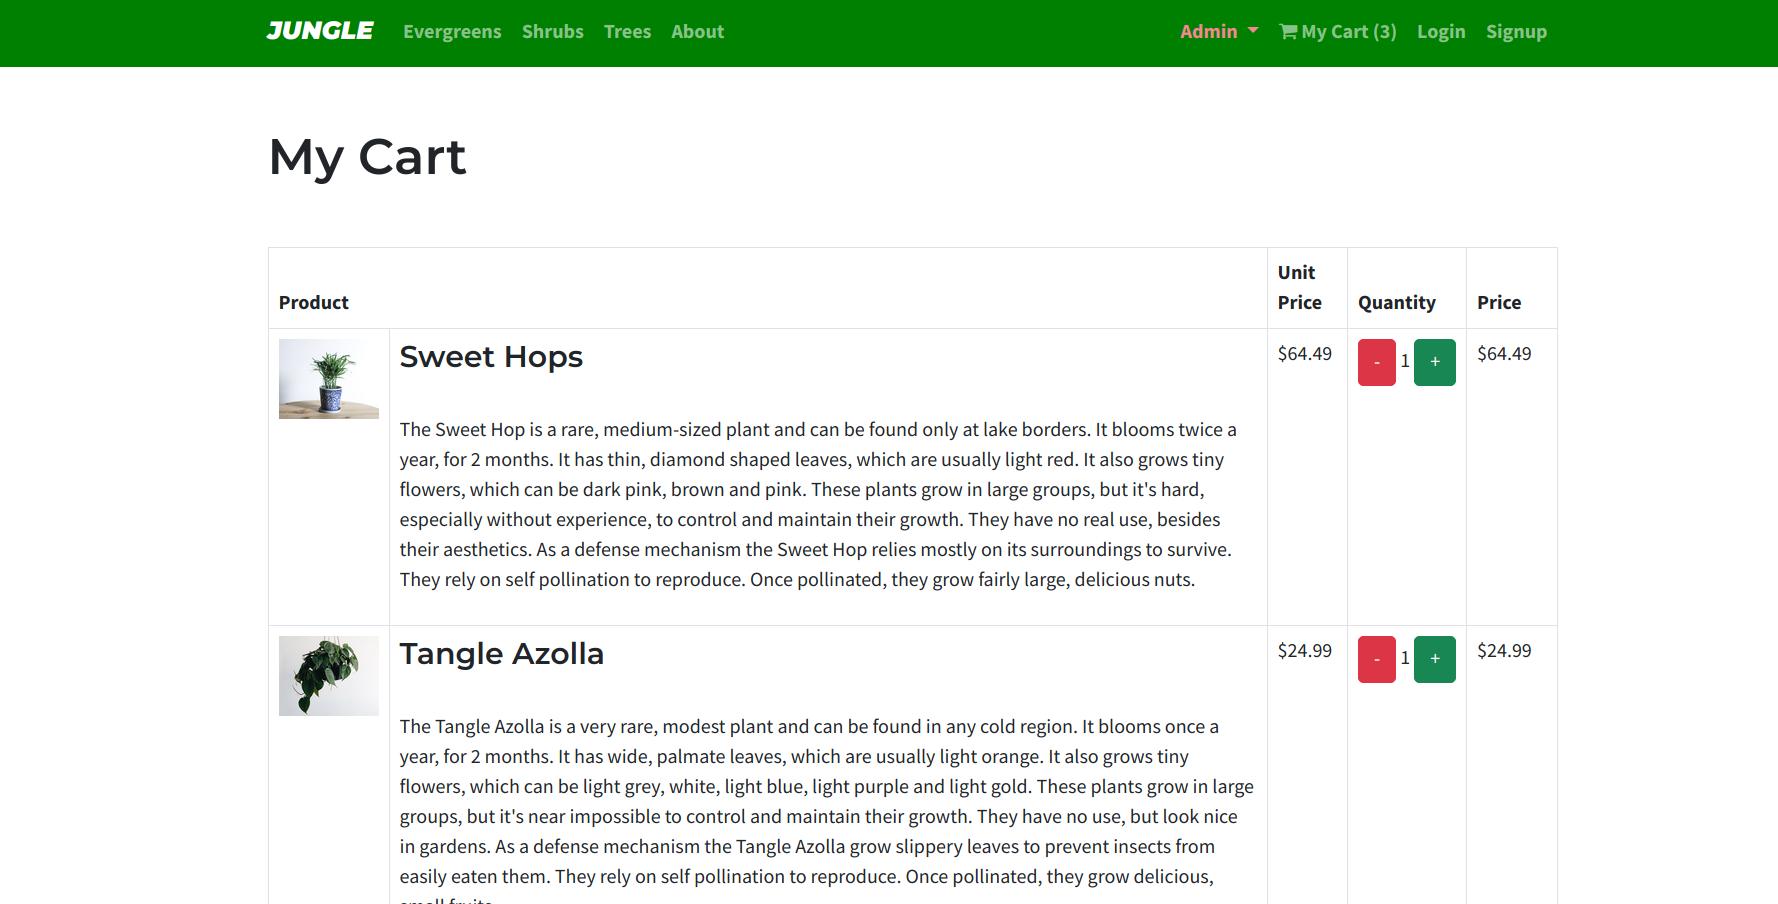 JUNGLE Evergreens Shrubs Trees About Admin My Cart (3) Login Signup
My Cart
Product Unit Price Quantity Price
Sweet Hops $64.49 - 1 + $64.49
The Sweet Hop is a rare, medium-sized plant and can be found only at lake borders. It blooms twice a
year, for 2 months. It has thin, diamond shaped leaves, which are usually light red. It also grows tiny
flowers, which can be dark pink, brown and pink. These plants grow in large groups, but it's hard,
especially without experience, to control and maintain their growth. They have no real use, besides
their aesthetics. As a defense mechanism the Sweet Hop relies mostly on its surroundings to survive.
They rely on self pollination to reproduce. Once pollinated, they grow fairly large, delicious nuts.
Tangle Azolla $24.99 - 1 + $24.99
The Tangle Azolla is a very rare, modest plant and can be found in any cold region. It blooms once a
year, for 2 months. It has wide, palmate leaves, which are usually light orange. It also grows tiny
flowers, which can be light grey, white, light blue, light purple and light gold. These plants grow in large
groups, but it's near impossible to control and maintain their growth. They have no use, but look nice
in gardens. As a defense mechanism the Tangle Azolla grow slippery leaves to prevent insects from
easily eaten them. They rely on self pollination to reproduce. Once pollinated, they grow delicious,